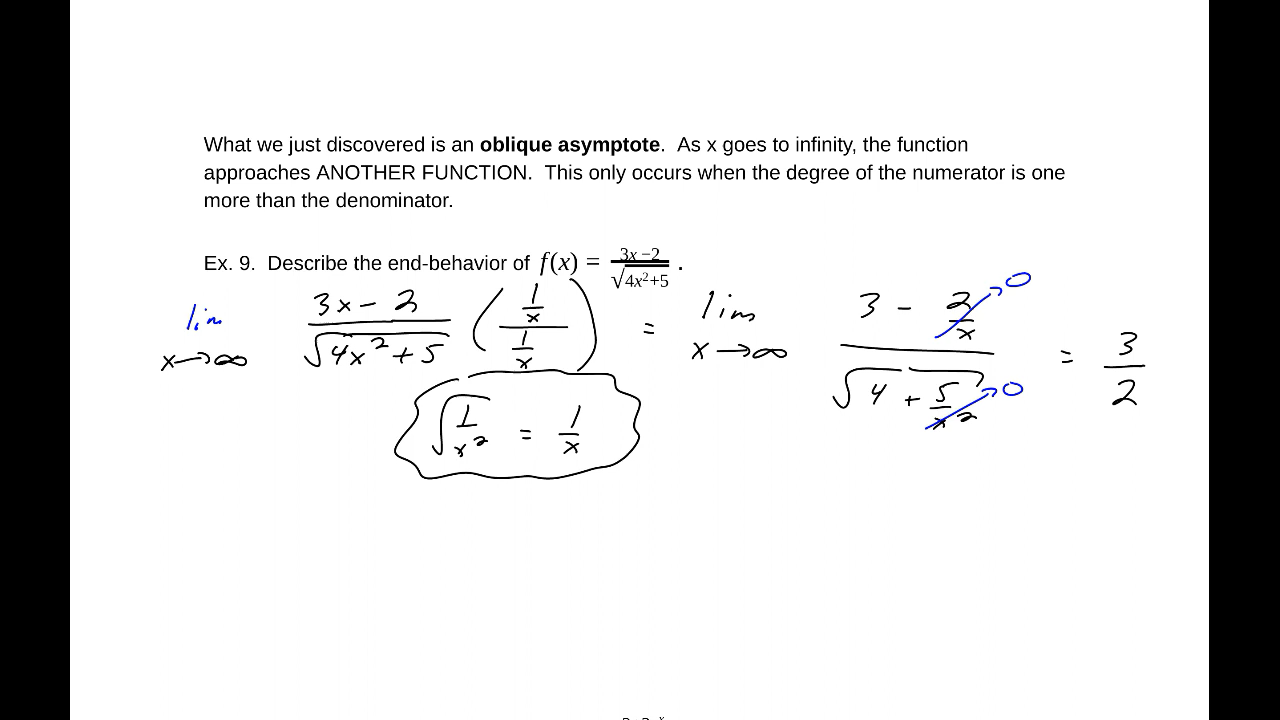 What we just discovered is an oblique asymptote. As x goes to infinity, the function
approaches ANOTHER FUNCTION. This only occurs when the degree of the numerator is one
more than the denominator.
Ex. 9. Describe the end-behavior of f(x) = (3x−2)/√(4x²+5) .
lim x→∞ (3x − 2)/√(4x² + 5) ((1/x)/(1/x)) = lim x→∞ (3 − 2/x → 0)/√(4 + 5/x² → 0) = 3/2
√(1/x²) = 1/x